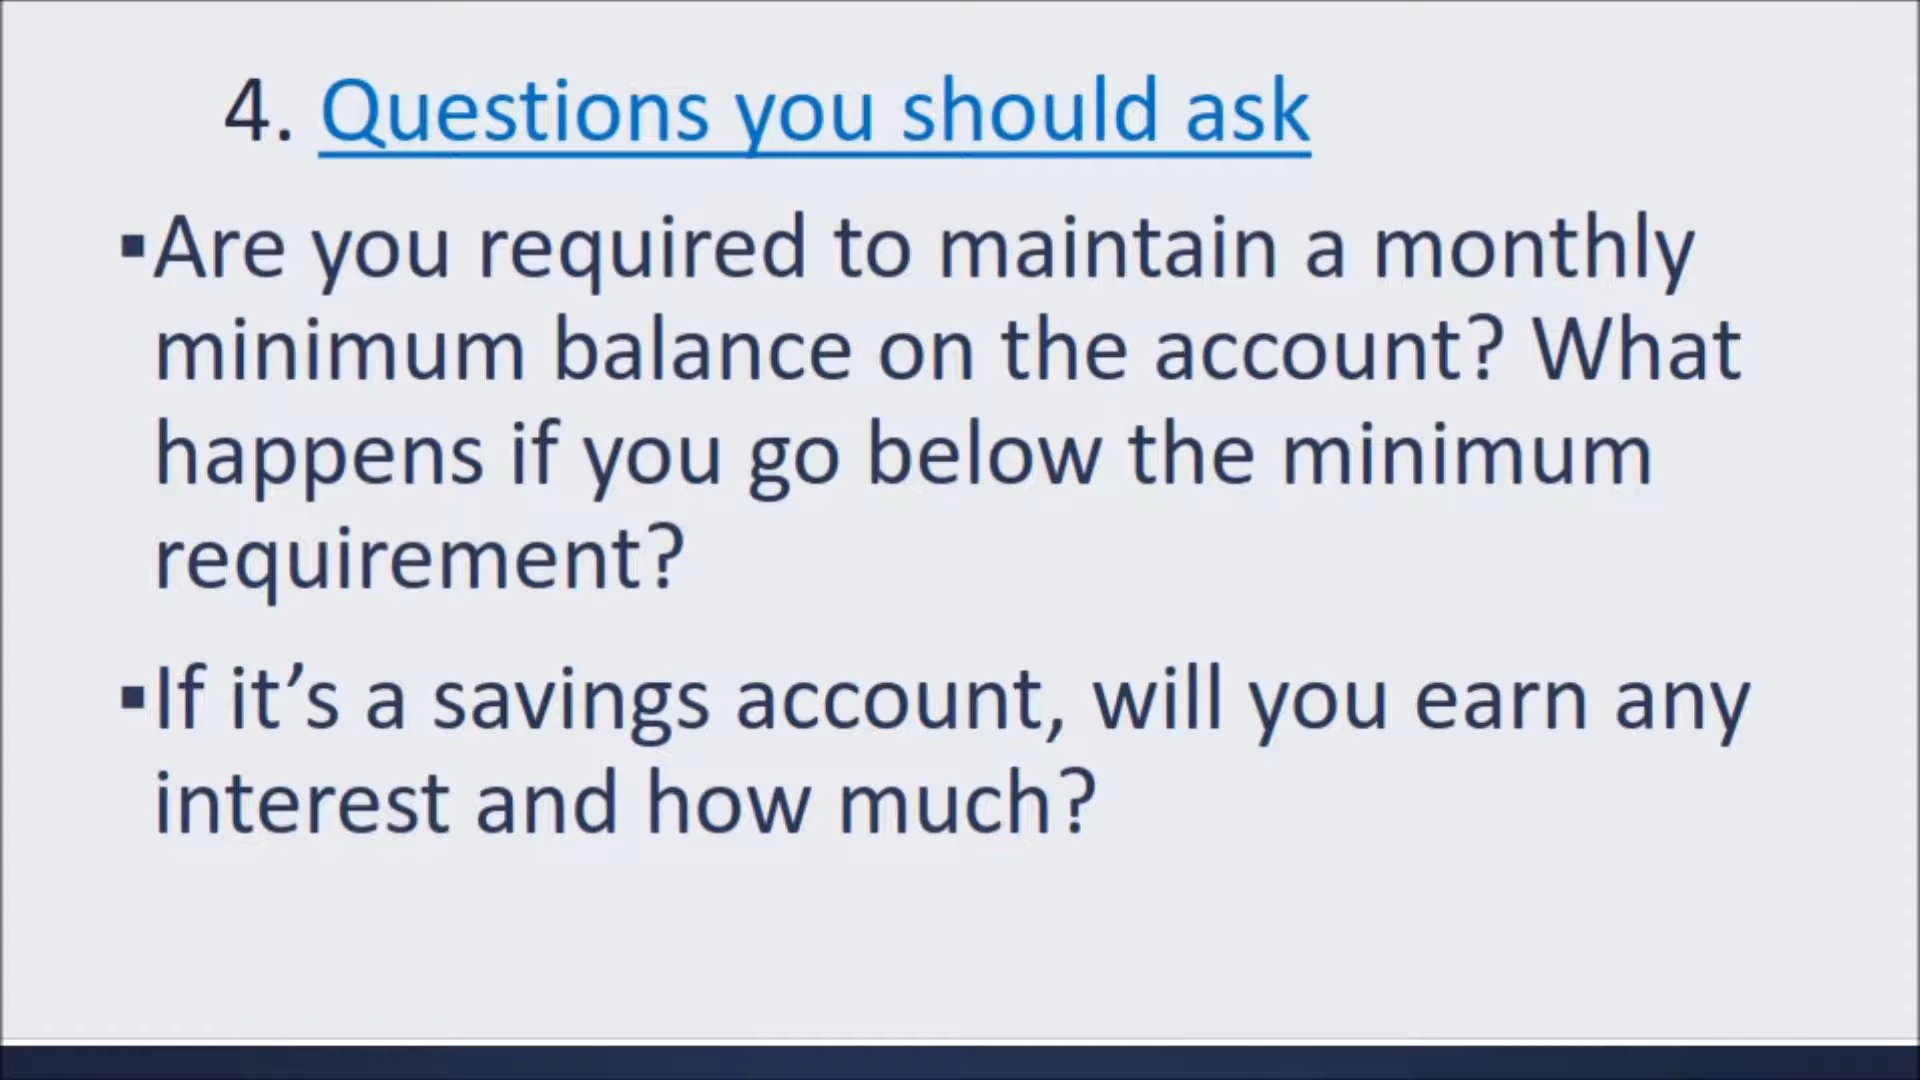 4. Questions you should ask
▪Are you required to maintain a monthly
minimum balance on the account? What
happens if you go below the minimum
requirement?
▪If it’s a savings account, will you earn any
interest and how much?